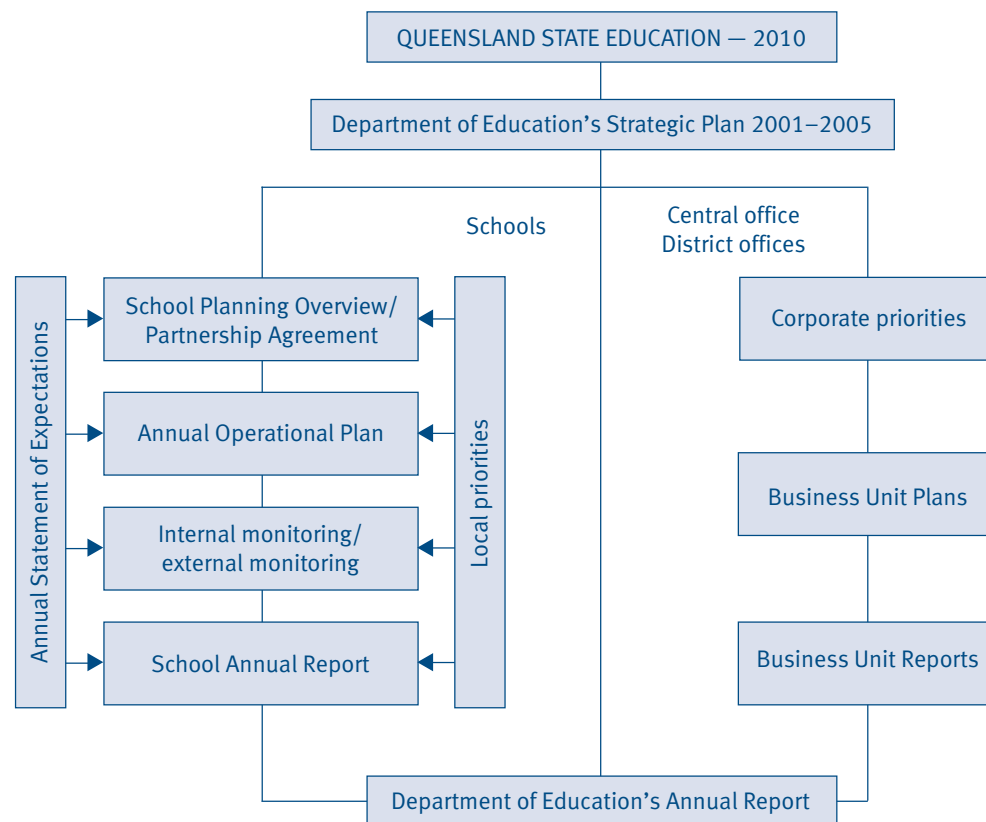 QUEENSLAND STATE EDUCATION — 2010
Department of Education’s Strategic Plan 2001–2005
Schools
Central office
District offices
Annual Statement of Expectations
School Planning Overview/
Partnership Agreement
Annual Operational Plan
Internal monitoring/
external monitoring
School Annual Report
Local priorities
Corporate priorities
Business Unit Plans
Business Unit Reports
Department of Education’s Annual Report